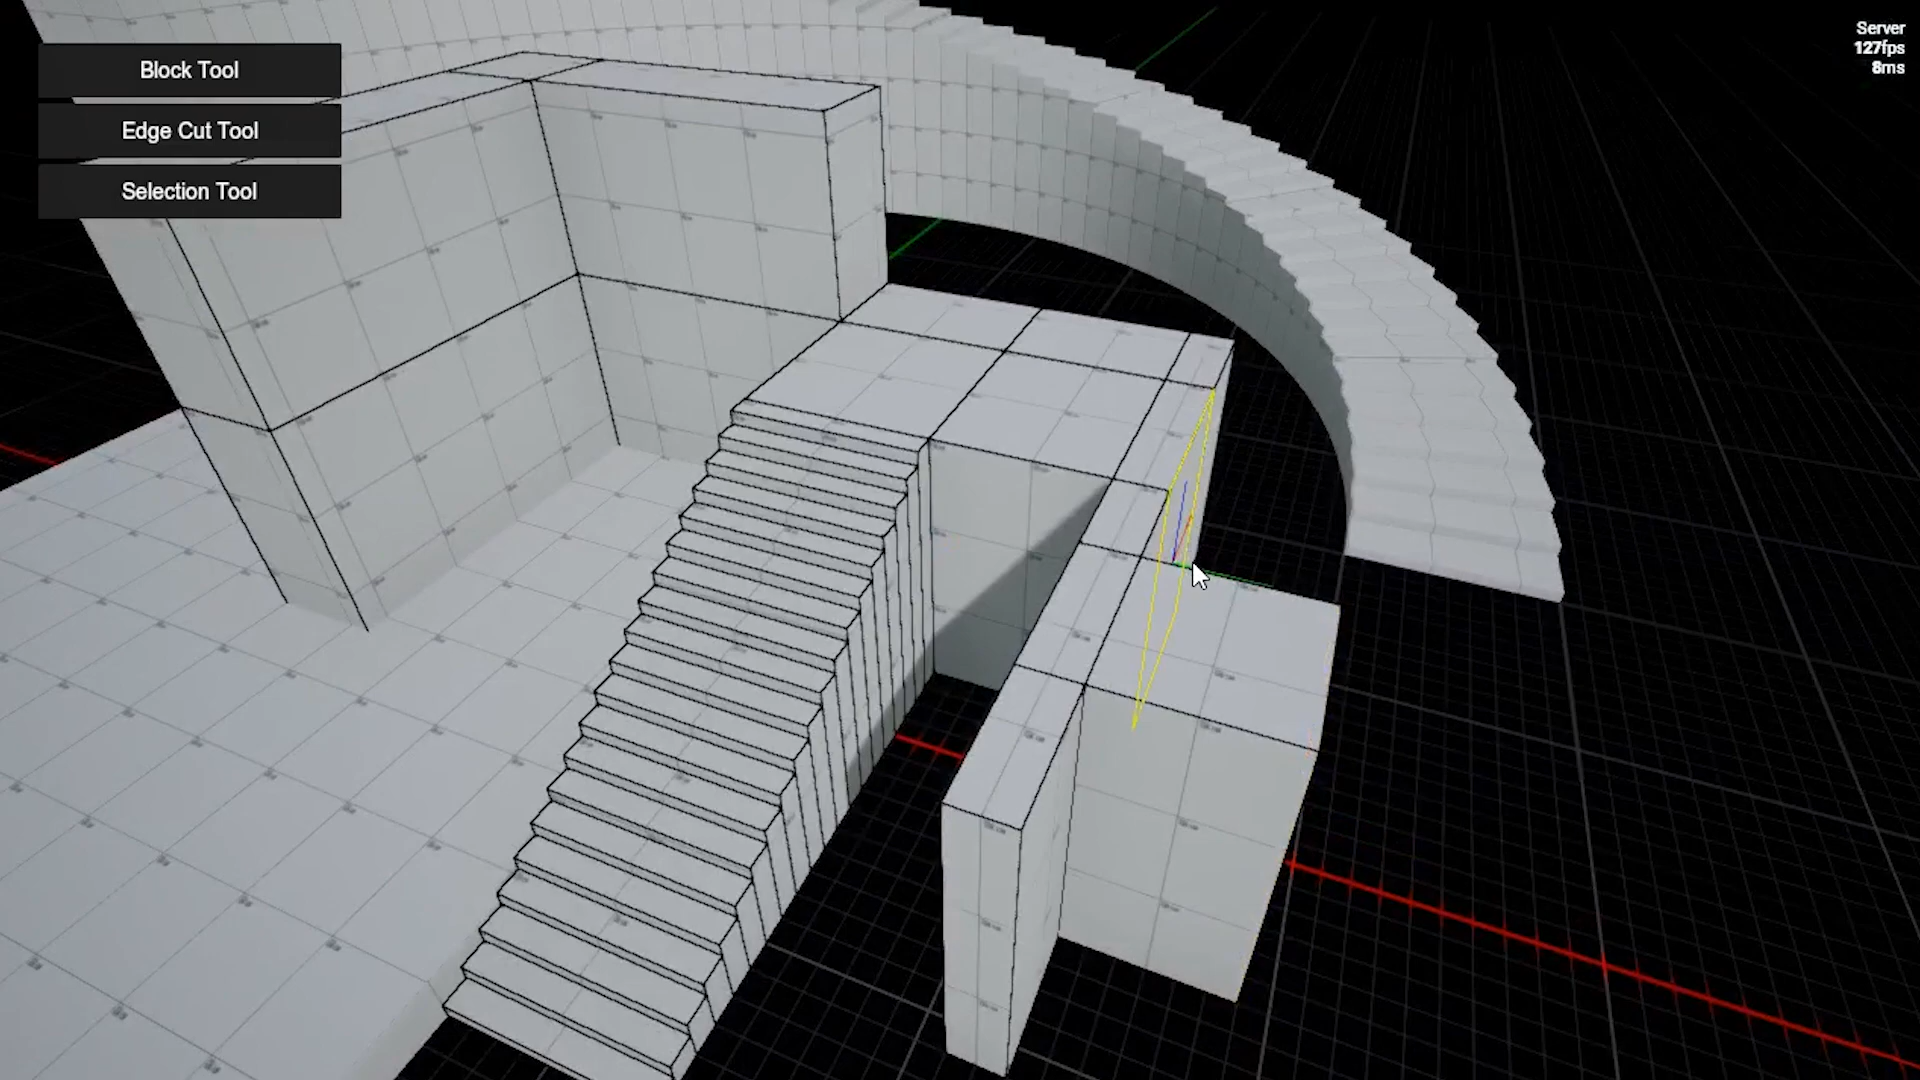 Block Tool
Edge Cut Tool
Selection Tool
Server
127fps
8ms